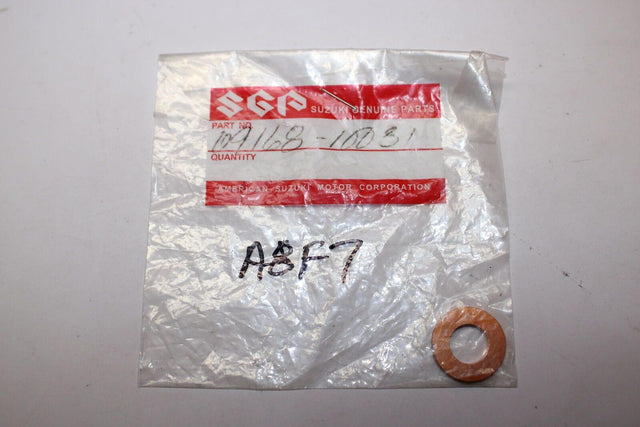 SGP SUZUKI GENUINE PARTS
PART NO.
09168-10031
QUANTITY
AMERICAN SUZUKI MOTOR CORPORATION
A8F7